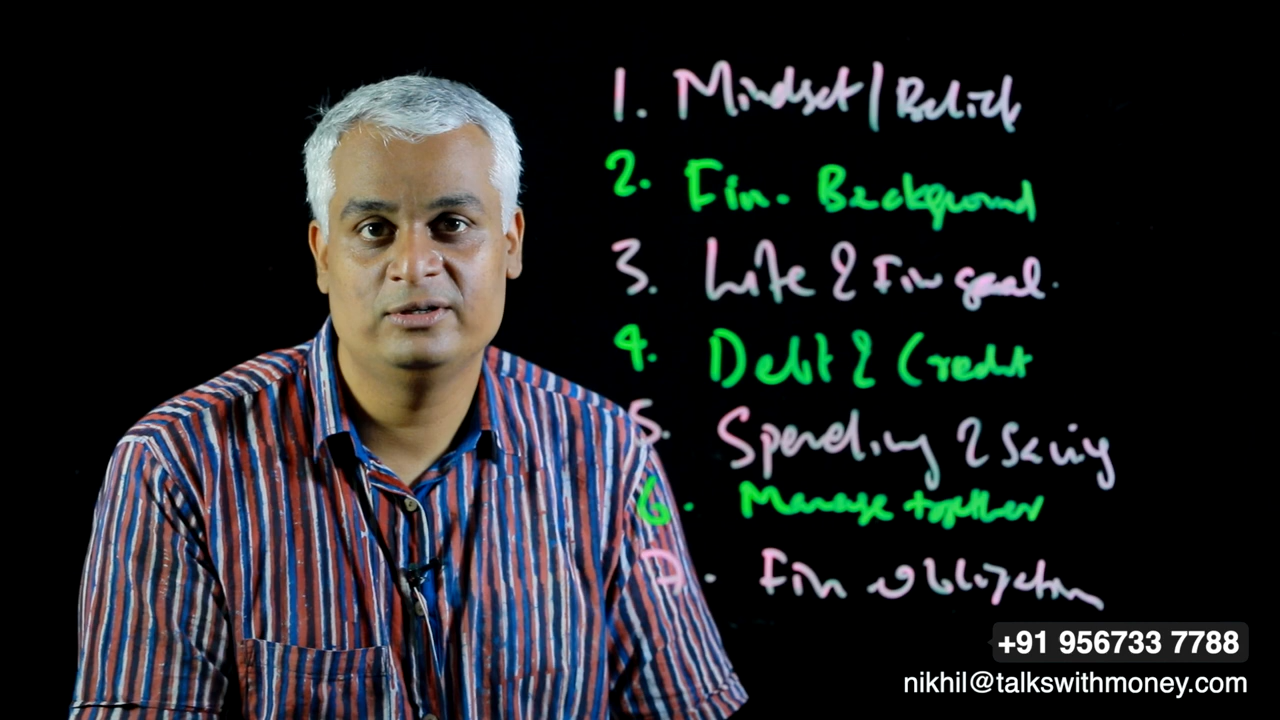 1. Mindset/Belief
2. Fin. Background
3. Life & Fin goal.
4. Debt & Credit
5. Spending & Saving
6. Manage together
7. Fin obligation
+91 956733 7788
nikhil@talkswithmoney.com